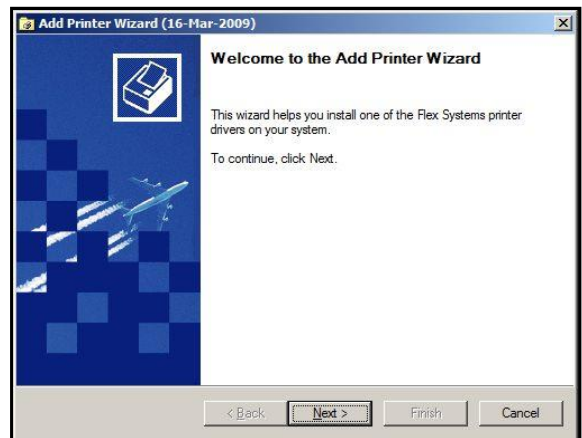 Add Printer Wizard (16-Mar-2009)
Welcome to the Add Printer Wizard
This wizard helps you install one of the Flex Systems printer
drivers on your system.
To continue, click Next.
< Back
Next >
Finish
Cancel